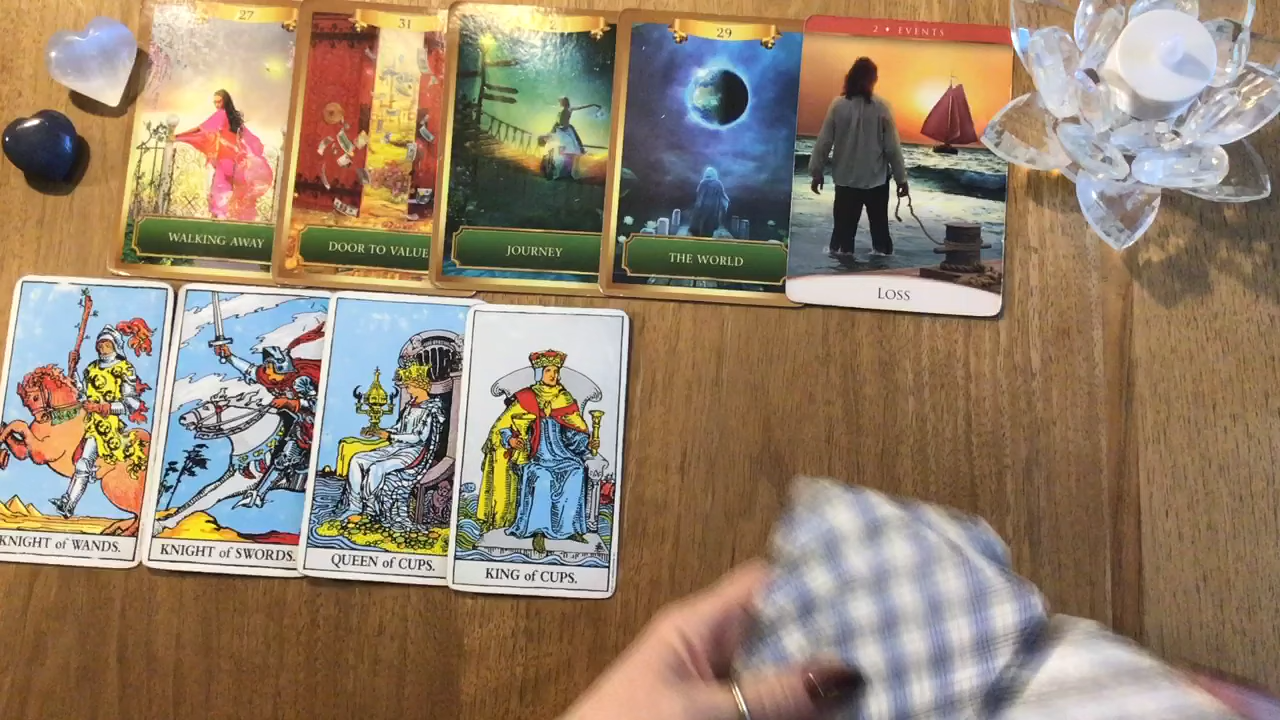 27
WALKING AWAY
31
DOOR TO VALUE
2
JOURNEY
29
THE WORLD
2 ♦ EVENTS
LOSS
KNIGHT of WANDS.
KNIGHT of SWORDS.
QUEEN of CUPS.
KING of CUPS.